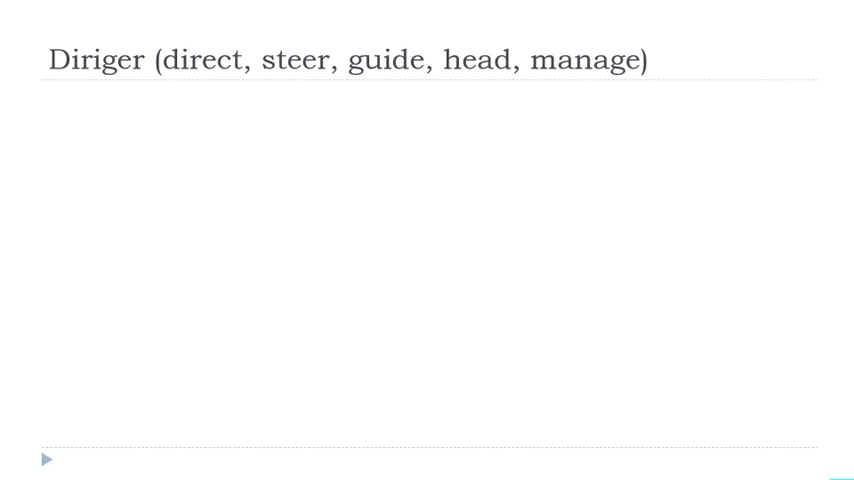 Diriger (direct, steer, guide, head, manage)